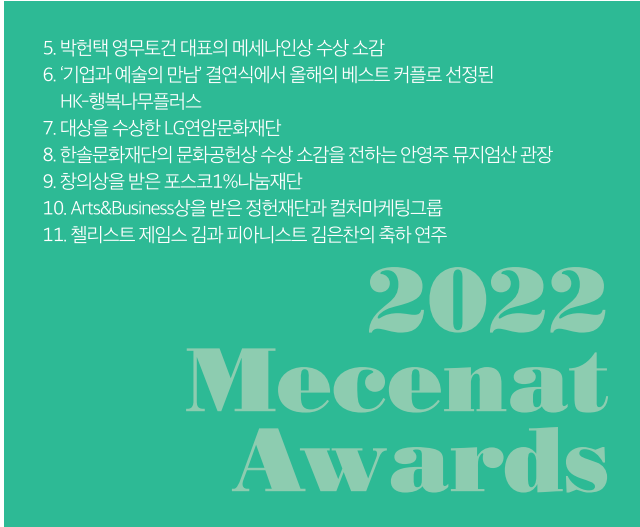 5. 박헌택 영무토건 대표의 메세나인상 수상 소감
6. ‘기업과 예술의 만남’ 결연식에서 올해의 베스트 커플로 선정된
HK-행복나무플러스
7. 대상을 수상한 LG연암문화재단
8. 한솔문화재단의 문화공헌상 수상 소감을 전하는 안영주 뮤지엄산 관장
9. 창의상을 받은 포스코1%나눔재단
10. Arts&Business상을 받은 정헌재단과 컬처마케팅그룹
11. 첼리스트 제임스 김과 피아니스트 김은찬의 축하 연주
2022
Mecenat
Awards